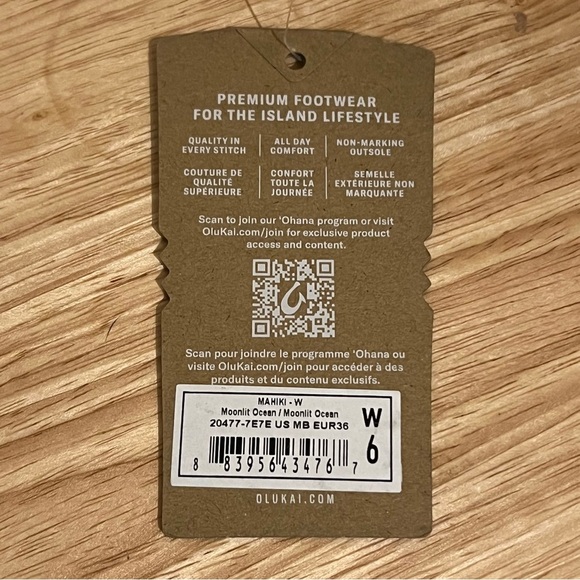 PREMIUM FOOTWEAR
FOR THE ISLAND LIFESTYLE
QUALITY IN
EVERY STITCH
ALL DAY
COMFORT
NON-MARKING
OUTSOLE
COUTURE DE
QUALITÉ
SUPÉRIEURE
CONFORT
TOUTE LA
JOURNÉE
SEMELLE
EXTÉRIEURE NON
MARQUANTE
Scan to join our 'Ohana program or visit
OluKai.com/join for exclusive product
access and content.
Scan pour joindre le programme 'Ohana ou
visite OluKai.com/join pour accéder à des
produits et du contenu exclusifs.
MAHIKI - W
Moonlit Ocean / Moonlit Ocean
20477-7E7E US MB EUR36
W
6
8 83956 43476 7
OLUKAI.COM